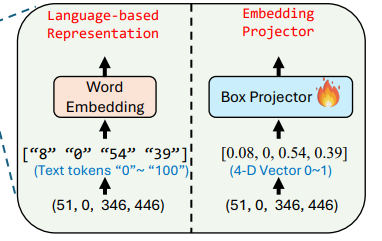 Language-based
Representation
Word
Embedding
["8" "0" "54" "39"]
(Text tokens "0"~ "100")
(51, 0, 346, 446)
Embedding
Projector
Box Projector
[0.08, 0, 0.54, 0.39]
(4-D Vector 0~1)
(51, 0, 346, 446)